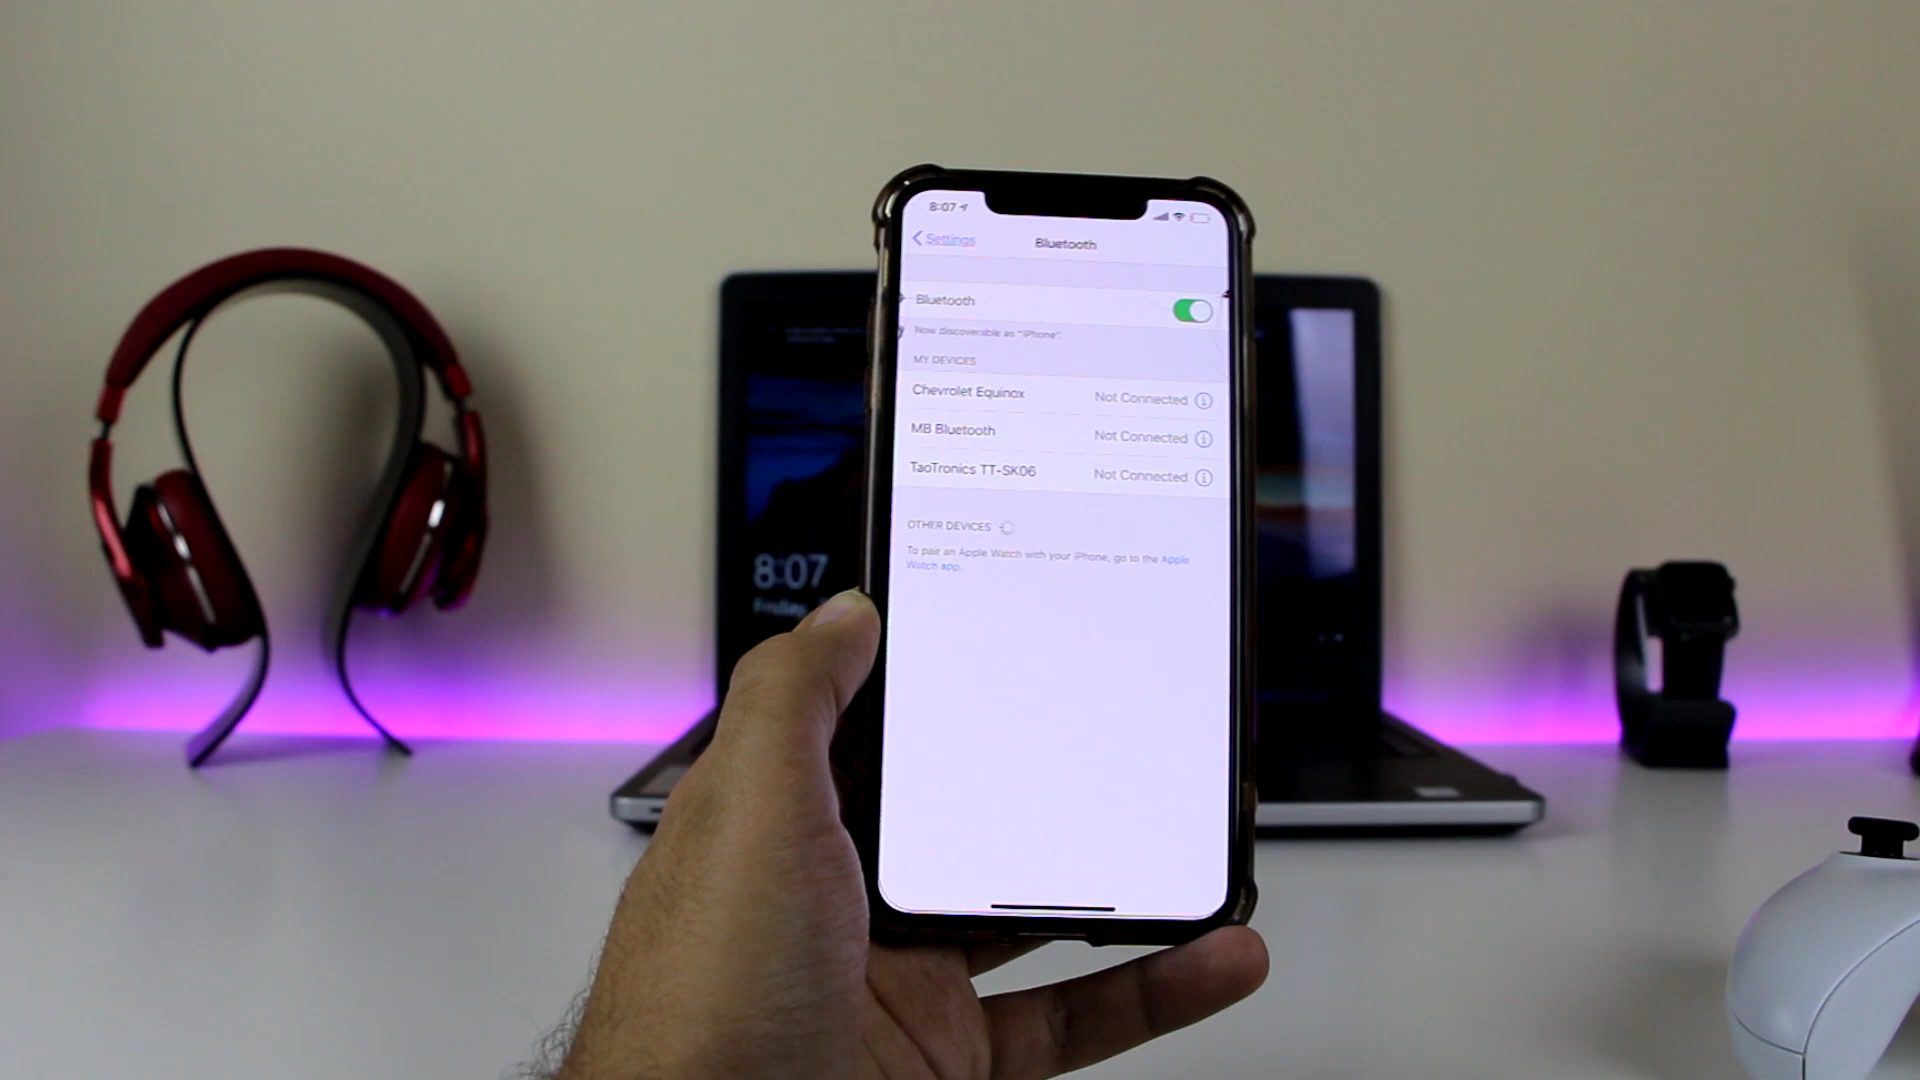 8:07
Settings
Bluetooth
Bluetooth
Now discoverable as "iPhone".
MY DEVICES
Chevrolet Equinox Not Connected
MB Bluetooth Not Connected
TaoTronics TT-SK06 Not Connected
OTHER DEVICES
To pair an Apple Watch with your iPhone, go to the Apple
Watch app.
8:07
Friday,